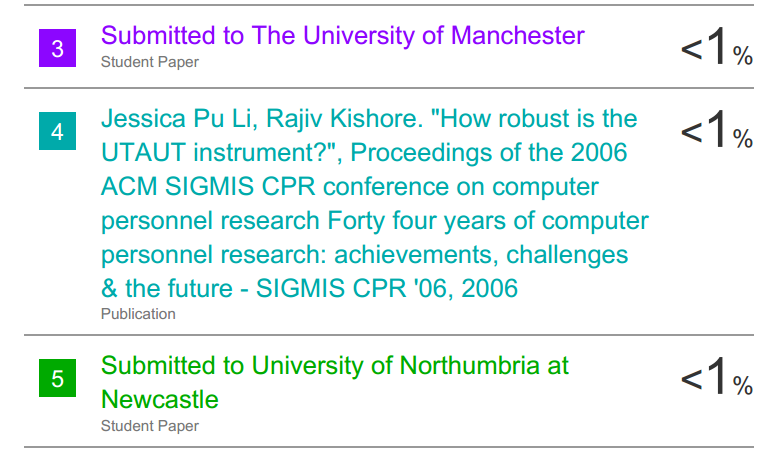 3
Submitted to The University of Manchester
Student Paper
<1%
4
Jessica Pu Li, Rajiv Kishore. "How robust is the
UTAUT instrument?", Proceedings of the 2006
ACM SIGMIS CPR conference on computer
personnel research Forty four years of computer
personnel research: achievements, challenges
& the future - SIGMIS CPR '06, 2006
Publication
<1%
5
Submitted to University of Northumbria at
Newcastle
Student Paper
<1%